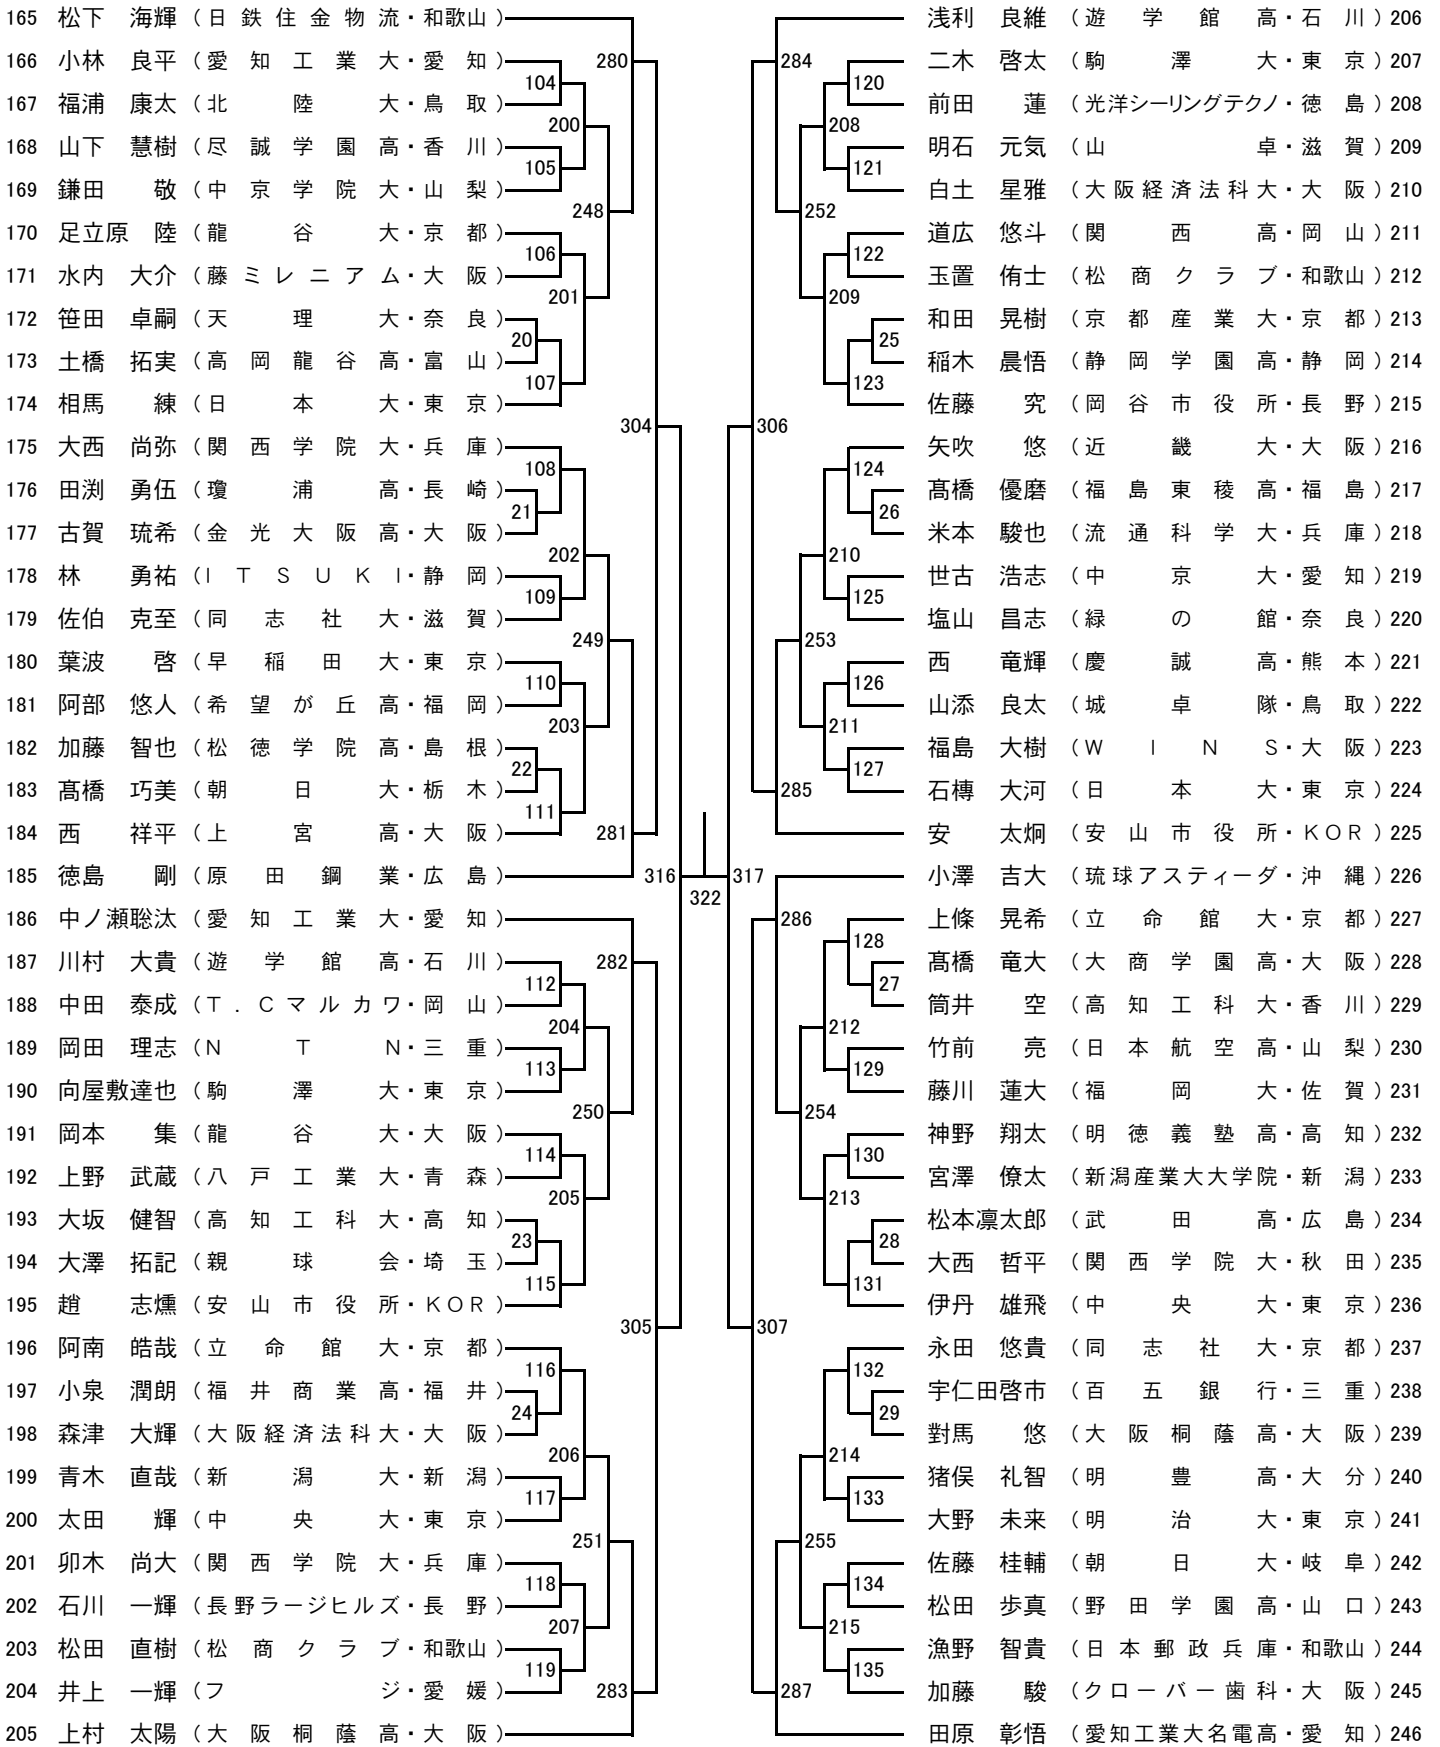 165 松下 海輝 (日鉄住金物流・和歌山)
166 小林 良平 (愛知工業大・愛知)
167 福浦 康太 (北陸大・鳥取)
168 山下 慧樹 (尽誠学園高・香川)
169 鎌田 敬 (中京学院大・山梨)
170 足立原 陸 (龍谷大・京都)
171 水内 大介 (藤ミレニアム・大阪)
172 笹田 卓嗣 (天理大・奈良)
173 土橋 拓実 (高岡龍谷高・富山)
174 相馬 練 (日本大・東京)
175 大西 尚弥 (関西学院大・兵庫)
176 田渕 勇伍 (瓊浦高・長崎)
177 古賀 琉希 (金光大阪高・大阪)
178 林 勇祐 (ITSUKI・静岡)
179 佐伯 克至 (同志社大・滋賀)
180 葉波 啓 (早稲田大・東京)
181 阿部 悠人 (希望が丘高・福岡)
182 加藤 智也 (松徳学院高・島根)
183 髙橋 巧美 (朝日大・栃木)
184 西 祥平 (上宮高・大阪)
185 徳島 剛 (原田鋼業・広島)
186 中ノ瀬聡汰 (愛知工業大・愛知)
187 川村 大貴 (遊学館高・石川)
188 中田 泰成 (T.Cマルカワ・岡山)
189 岡田 理志 (NTN・三重)
190 向屋敷達也 (駒澤大・東京)
191 岡本 集 (龍谷大・大阪)
192 上野 武蔵 (八戸工業大・青森)
193 大坂 健智 (高知工科大・高知)
194 大澤 拓記 (親球会・埼玉)
195 趙 志燻 (安山市役所・KOR)
196 阿南 皓哉 (立命館大・京都)
197 小泉 潤朗 (福井商業高・福井)
198 森津 大輝 (大阪経済法科大・大阪)
199 青木 直哉 (新潟大・新潟)
200 太田 輝 (中央大・東京)
201 卯木 尚大 (関西学院大・兵庫)
202 石川 一輝 (長野ラージヒルズ・長野)
203 松田 直樹 (松商クラブ・和歌山)
204 井上 一輝 (フジ・愛媛)
205 上村 太陽 (大阪桐蔭高・大阪)
104
105
106
20
107
108
21
109
110
22
111
112
113
114
23
115
116
24
117
118
119
200
201
202
203
204
205
206
207
248
249
250
251
280
281
282
283
304
305
316
322
317
306
307
284
285
286
287
252
253
254
255
208
209
210
211
212
213
214
215
120
121
122
25
123
124
26
125
126
127
128
27
129
130
28
131
132
29
133
134
135
浅利 良維 (遊学館高・石川) 206
二木 啓太 (駒澤大・東京) 207
前田 蓮 (光洋シーリングテクノ・徳島) 208
明石 元気 (山卓・滋賀) 209
白土 星雅 (大阪経済法科大・大阪) 210
道広 悠斗 (関西高・岡山) 211
玉置 侑士 (松商クラブ・和歌山) 212
和田 晃樹 (京都産業大・京都) 213
稲木 晨悟 (静岡学園高・静岡) 214
佐藤 究 (岡谷市役所・長野) 215
矢吹 悠 (近畿大・大阪) 216
髙橋 優磨 (福島東稜高・福島) 217
米本 駿也 (流通科学大・兵庫) 218
世古 浩志 (中京大・愛知) 219
塩山 昌志 (緑の館・奈良) 220
西 竜輝 (慶誠高・熊本) 221
山添 良太 (城卓隊・鳥取) 222
福島 大樹 (WINS・大阪) 223
石槫 大河 (日本大・東京) 224
安 太炯 (安山市役所・KOR) 225
小澤 吉大 (琉球アスティーダ・沖縄) 226
上條 晃希 (立命館大・京都) 227
髙橋 竜大 (大商学園高・大阪) 228
筒井 空 (高知工科大・香川) 229
竹前 亮 (日本航空高・山梨) 230
藤川 蓮大 (福岡大・佐賀) 231
神野 翔太 (明徳義塾高・高知) 232
宮澤 僚太 (新潟産業大大学院・新潟) 233
松本凛太郎 (武田高・広島) 234
大西 哲平 (関西学院大・秋田) 235
伊丹 雄飛 (中央大・東京) 236
永田 悠貴 (同志社大・京都) 237
宇仁田啓市 (百五銀行・三重) 238
對馬 悠 (大阪桐蔭高・大阪) 239
猪俣 礼智 (明豊高・大分) 240
大野 未来 (明治大・東京) 241
佐藤 桂輔 (朝日大・岐阜) 242
松田 歩真 (野田学園高・山口) 243
漁野 智貴 (日本郵政兵庫・和歌山) 244
加藤 駿 (クローバー歯科・大阪) 245
田原 彰悟 (愛知工業大名電高・愛知) 246